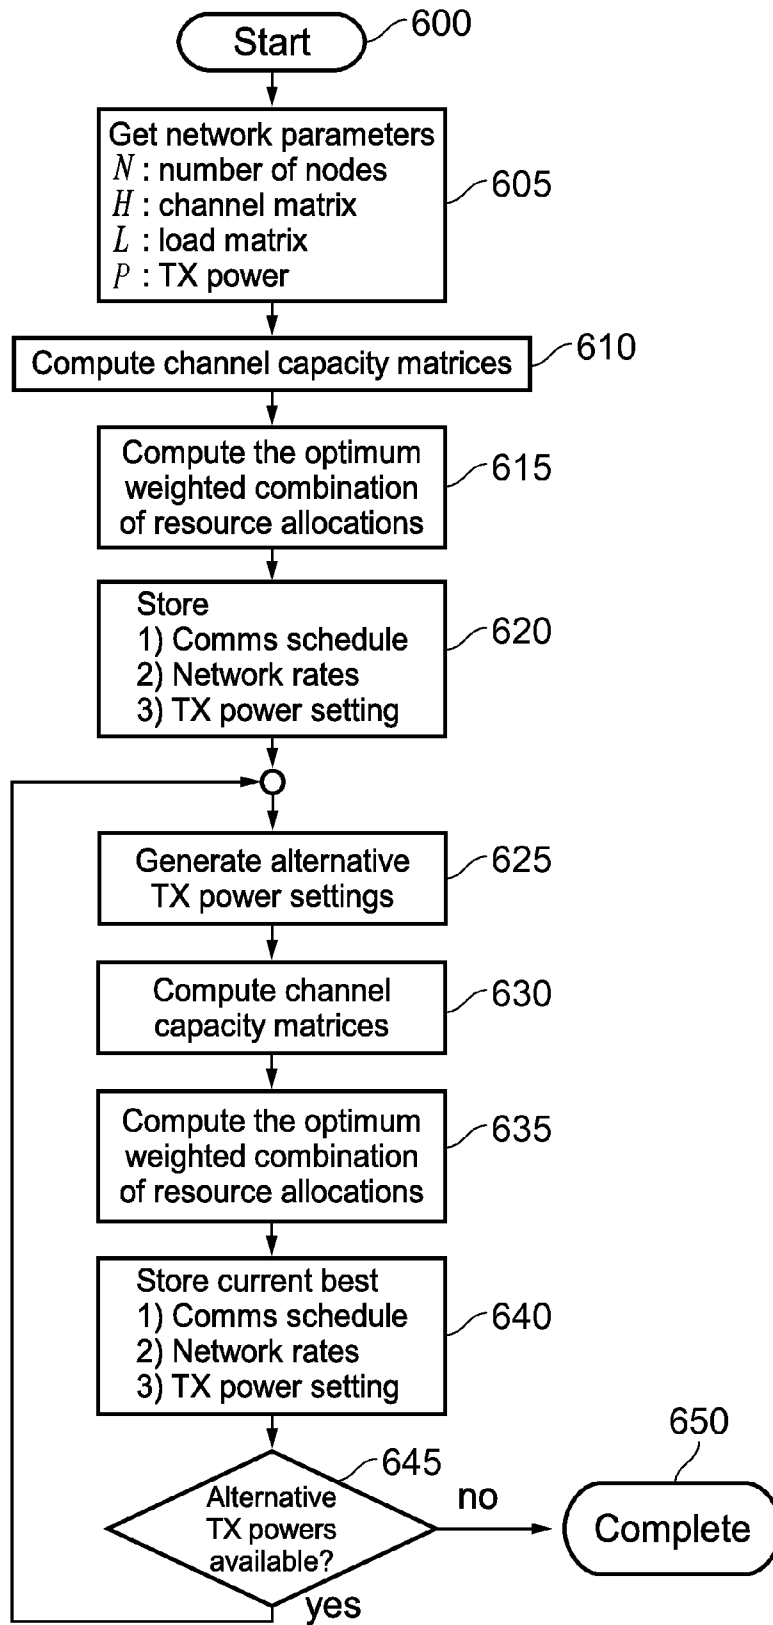 Start
600
Get network parameters
N : number of nodes
H : channel matrix
L : load matrix
P : TX power
605
Compute channel capacity matrices
610
Compute the optimum
weighted combination
of resource allocations
615
Store
1) Comms schedule
2) Network rates
3) TX power setting
620
Generate alternative
TX power settings
625
Compute channel
capacity matrices
630
Compute the optimum
weighted combination
of resource allocations
635
Store current best
1) Comms schedule
2) Network rates
3) TX power setting
640
Alternative
TX powers
available?
645
no
yes
Complete
650